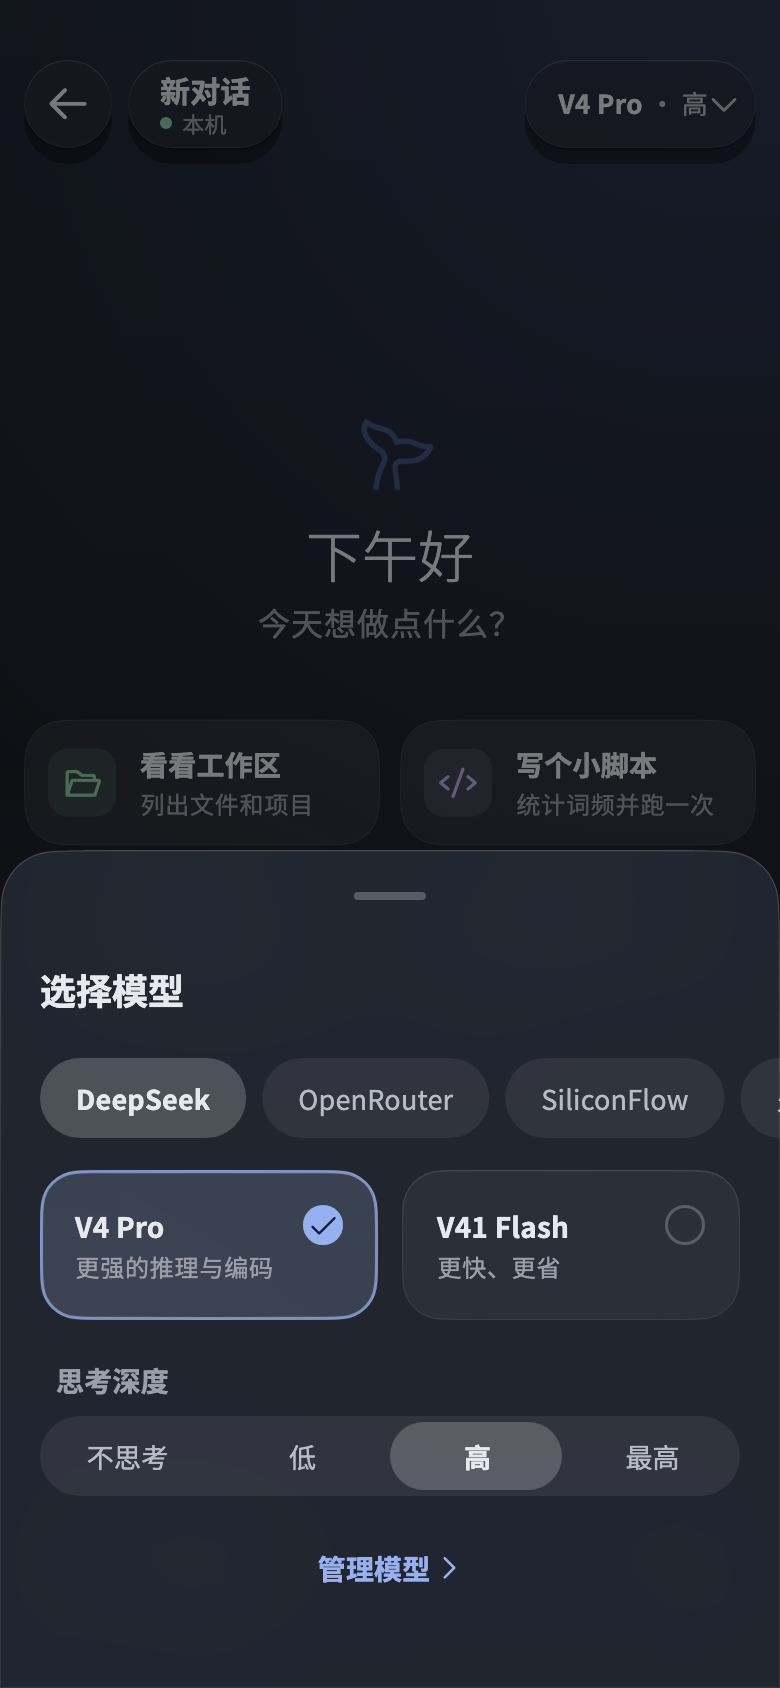 新对话
本机
V4 Pro · 高
下午好
今天想做点什么?
看看工作区
列出文件和项目
写个小脚本
统计词频并跑一次
选择模型
DeepSeek
OpenRouter
SiliconFlow
V4 Pro
更强的推理与编码
V41 Flash
更快、更省
思考深度
不思考
低
高
最高
管理模型